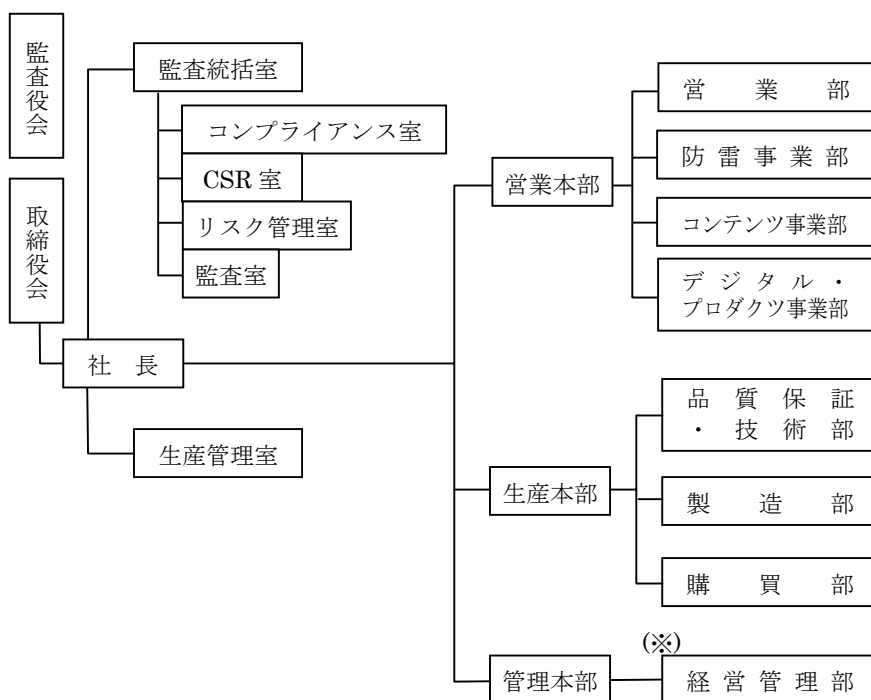 監査役会
取締役会
監査統括室
コンプライアンス室
CSR 室
リスク管理室
監査室
社長
生産管理室
営業本部
営業部
防雷事業部
コンテンツ事業部
デジタル・
プロダクツ事業部
生産本部
品質保証
・技術部
製造部
購買部
管理本部
(※)
経営管理部